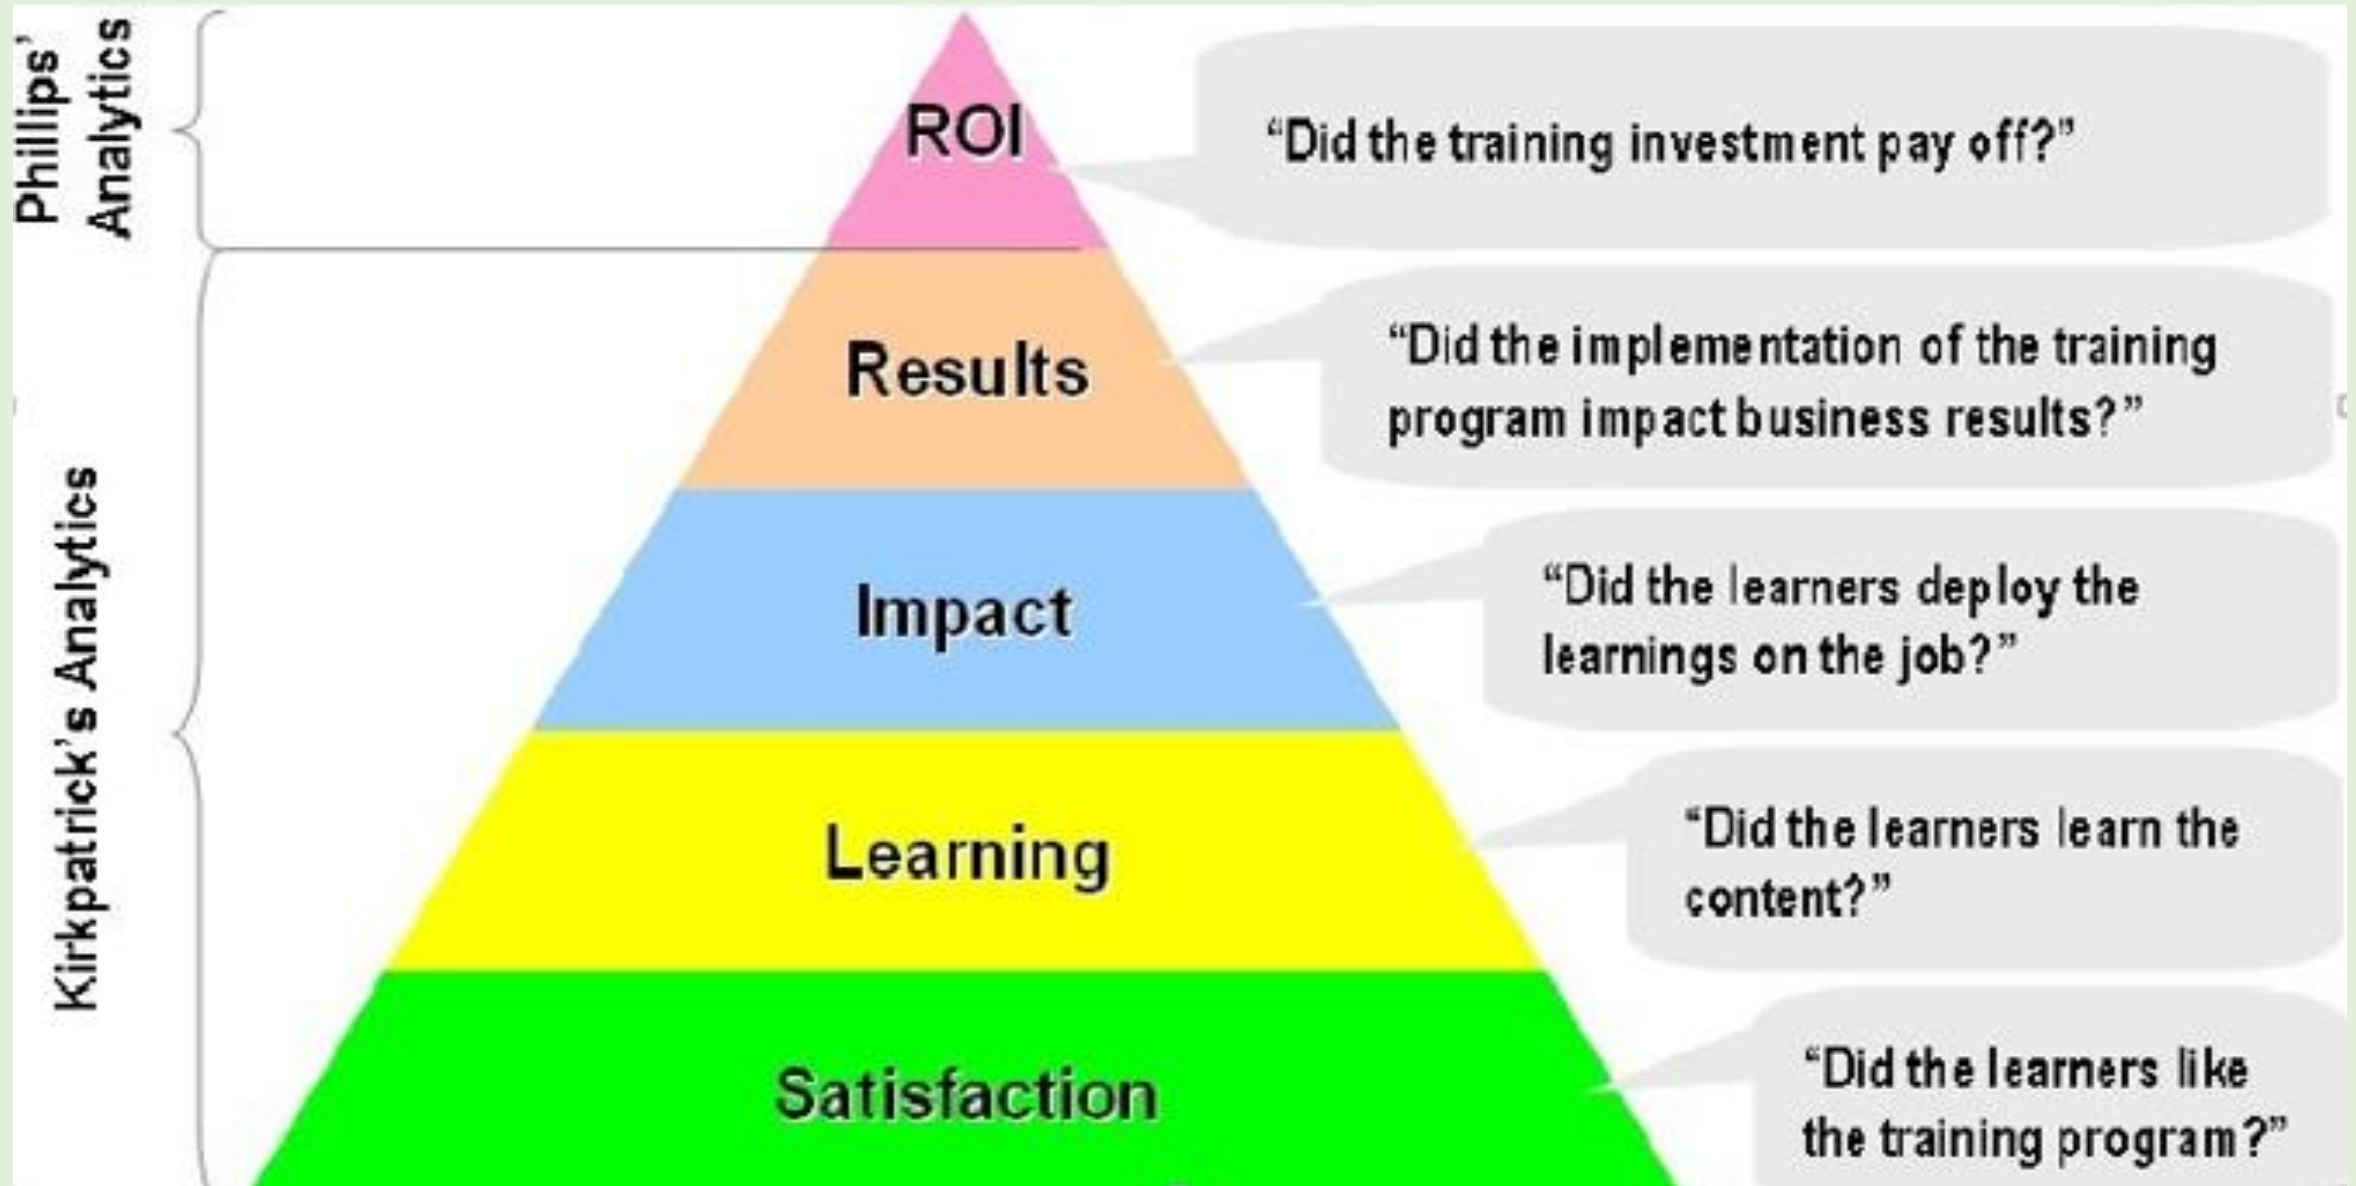 Phillips’
Analytics
ROI
“Did the training investment pay off?”
Results
“Did the implementation of the training
program impact business results?”
Kirkpatrick’s Analytics
Impact
“Did the learners deploy the
learnings on the job?”
Learning
“Did the learners learn the
content?”
Satisfaction
“Did the learners like
the training program?”